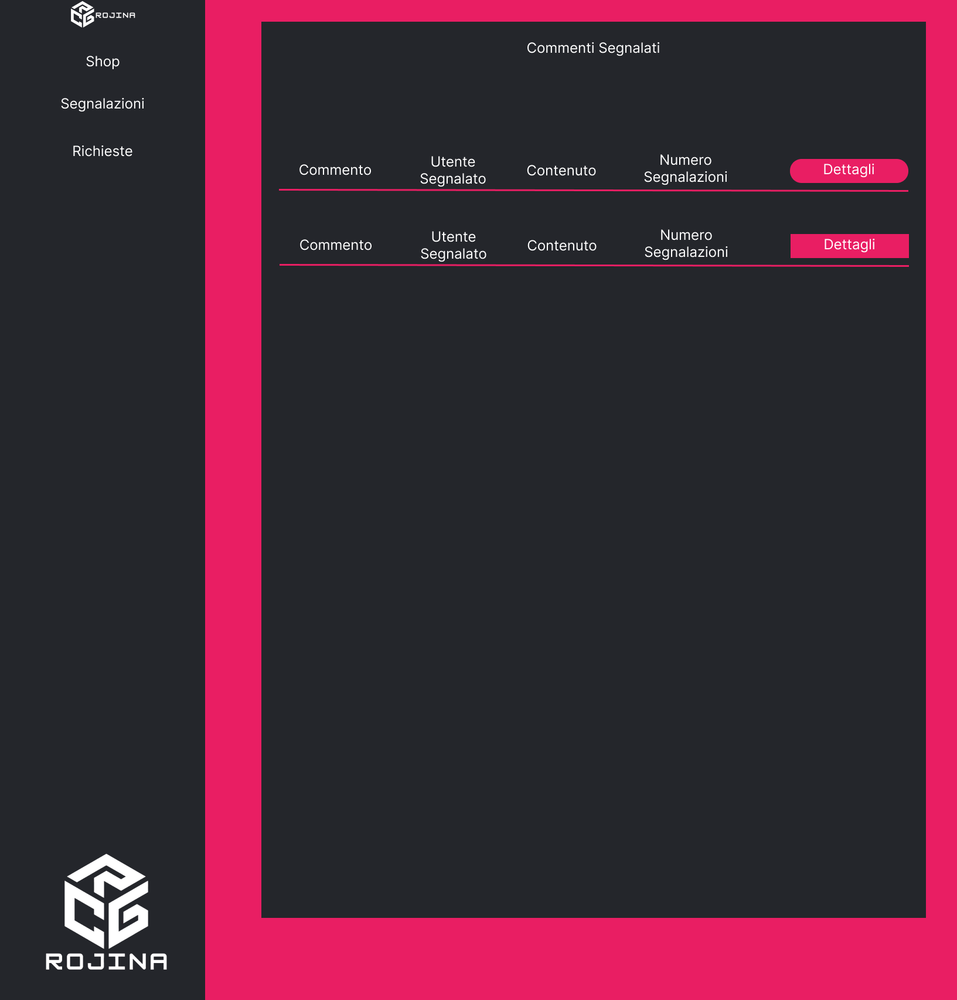 ROJINA
Shop
Segnalazioni
Richieste
Commenti Segnalati
Commento
Utente
Segnalato
Contenuto
Numero
Segnalazioni
Dettagli
Commento
Utente
Segnalato
Contenuto
Numero
Segnalazioni
Dettagli
ROJINA